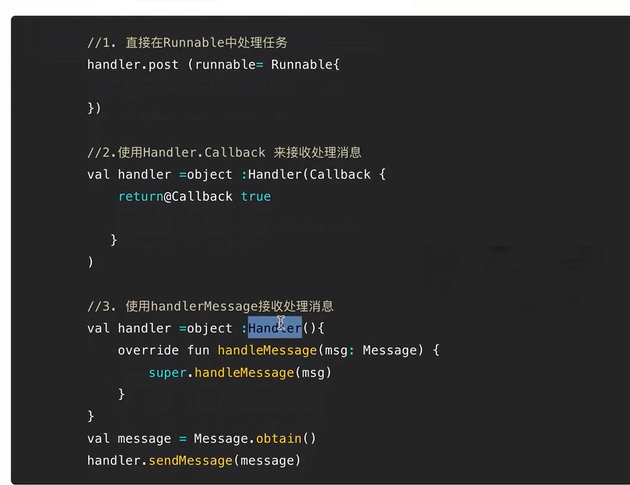 //1. 直接在Runnable中处理任务
handler.post (runnable= Runnable{
})
//2.使用Handler.Callback 来接收处理消息
val handler =object :Handler(Callback {
return@Callback true
}
)
//3. 使用handlerMessage接收处理消息
val handler =object :Handler(){
override fun handleMessage(msg: Message) {
super.handleMessage(msg)
}
}
val message = Message.obtain()
handler.sendMessage(message)